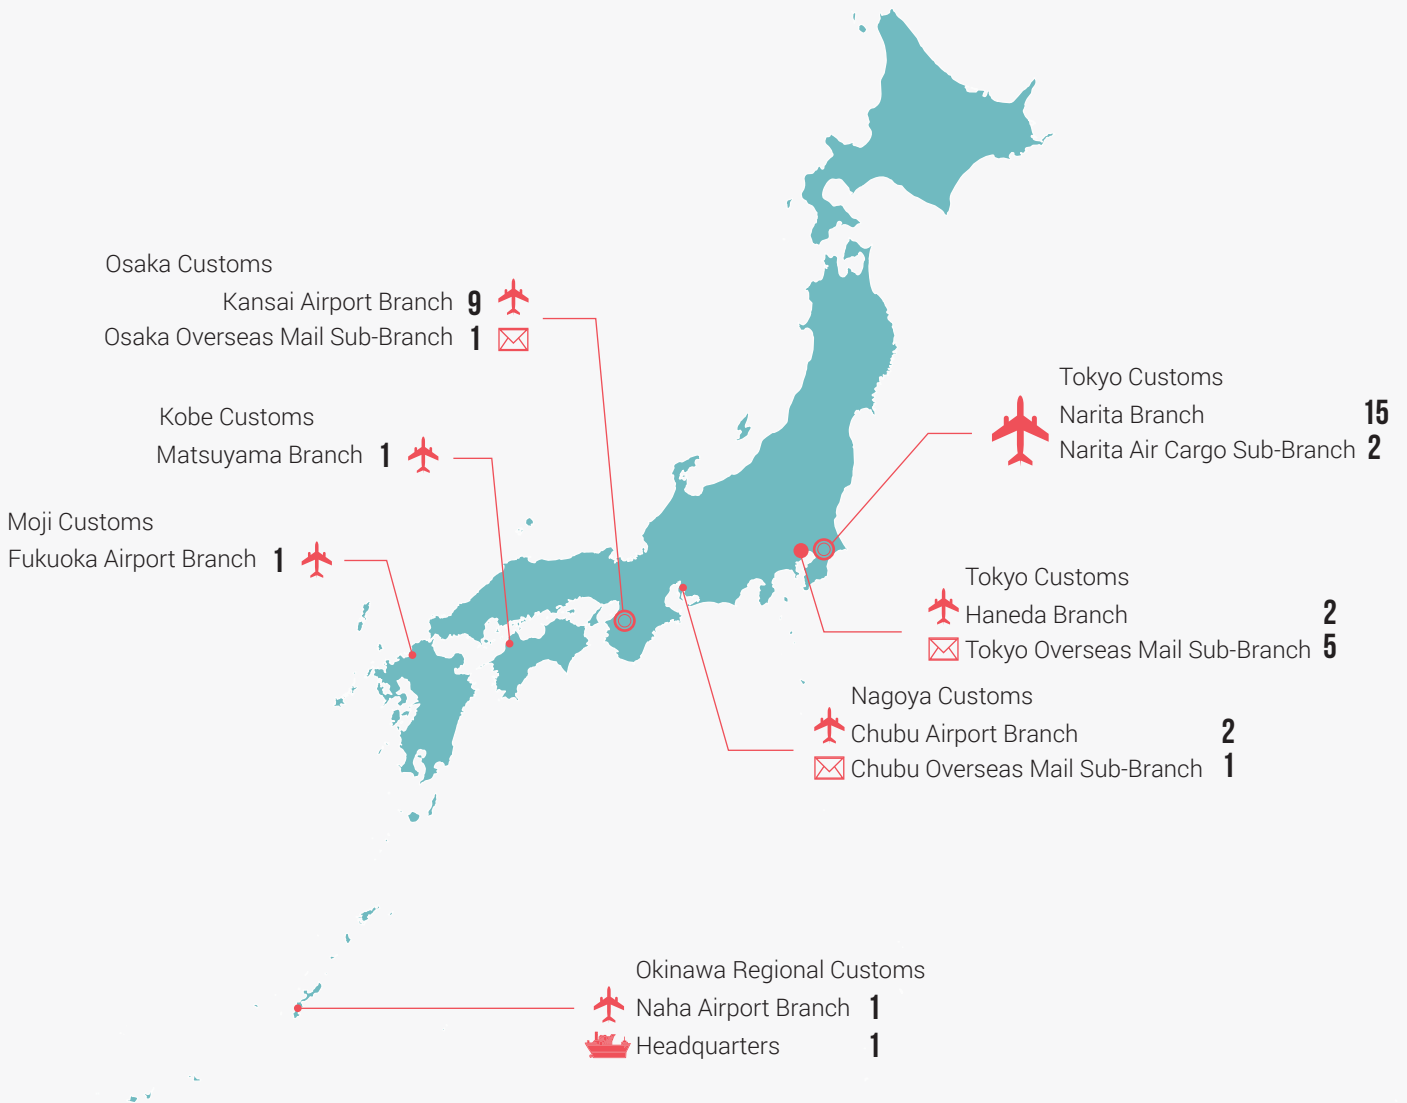 Osaka Customs
Kansai Airport Branch 9
Osaka Overseas Mail Sub-Branch 1
Kobe Customs
Matsuyama Branch 1
Moji Customs
Fukuoka Airport Branch 1
Tokyo Customs
Narita Branch 15
Narita Air Cargo Sub-Branch 2
Tokyo Customs
Haneda Branch 2
Tokyo Overseas Mail Sub-Branch 5
Nagoya Customs
Chubu Airport Branch 2
Chubu Overseas Mail Sub-Branch 1
Okinawa Regional Customs
Naha Airport Branch 1
Headquarters 1